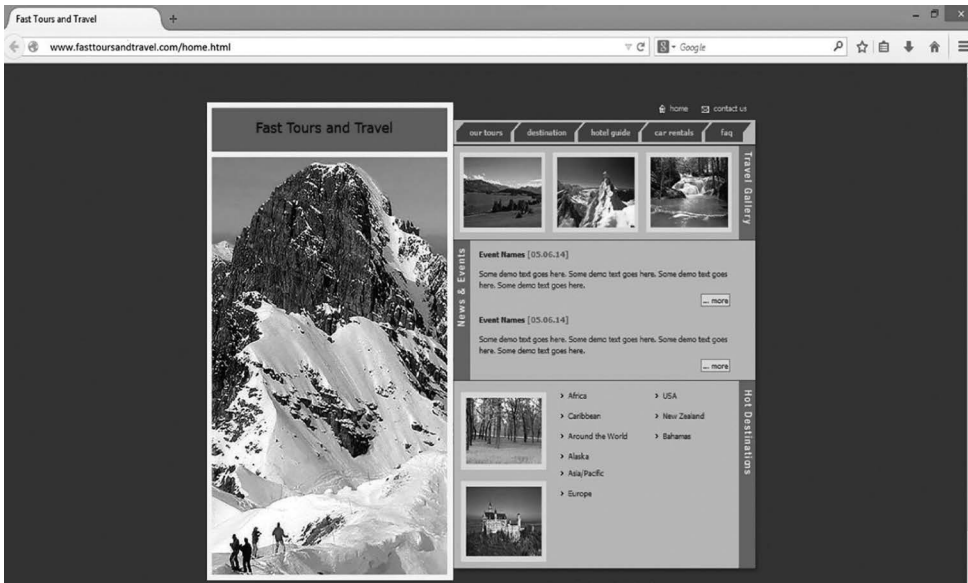 Fast Tours and Travel
www.fasttoursandtravel.com/home.html
Google
home contact us
Fast Tours and Travel
our tours destination hotel guide car rentals faq
Travel Gallery
News & Events
Event Names [05.06.14]
Some demo text goes here. Some demo text goes here. Some demo text goes
here. Some demo text goes here.
... more
Event Names [05.06.14]
Some demo text goes here. Some demo text goes here. Some demo text goes
here. Some demo text goes here.
... more
Hot Destinations
Africa
Caribbean
Around the World
Alaska
Asia/Pacific
Europe
USA
New Zealand
Bahamas